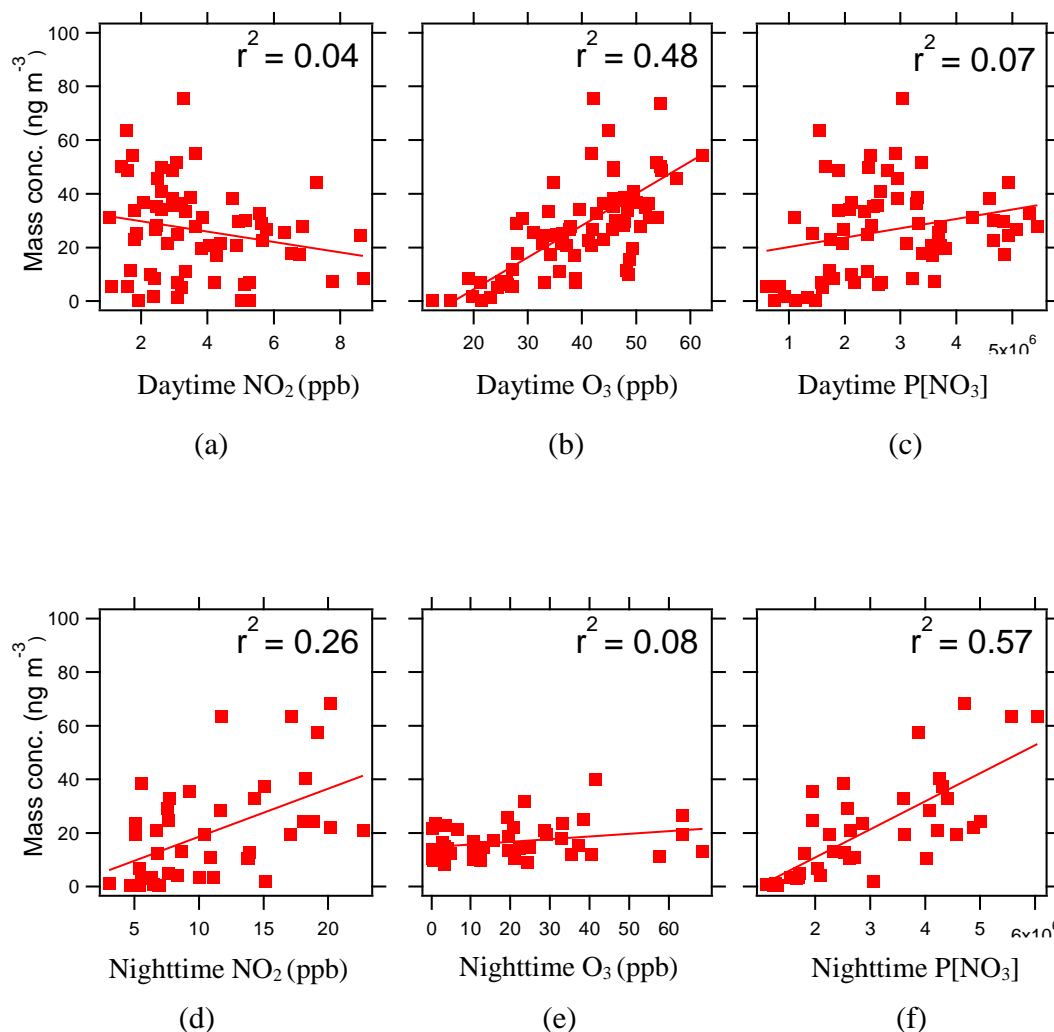 r² = 0.04
r² = 0.48
r² = 0.07
Mass conc. (ng m⁻³)
100
80
60
40
20
0
2 4 6 8
20 30 40 50 60
1 2 3 4 5x10⁶
Daytime NO₂ (ppb)
Daytime O₃ (ppb)
Daytime P[NO₃]
(a)
(b)
(c)
r² = 0.26
r² = 0.08
r² = 0.57
Mass conc. (ng m⁻³)
100
80
60
40
20
0
5 10 15 20
0 10 20 30 40 50 60
2 3 4 5 6x10⁶
Nighttime NO₂ (ppb)
Nighttime O₃ (ppb)
Nighttime P[NO₃]
(d)
(e)
(f)